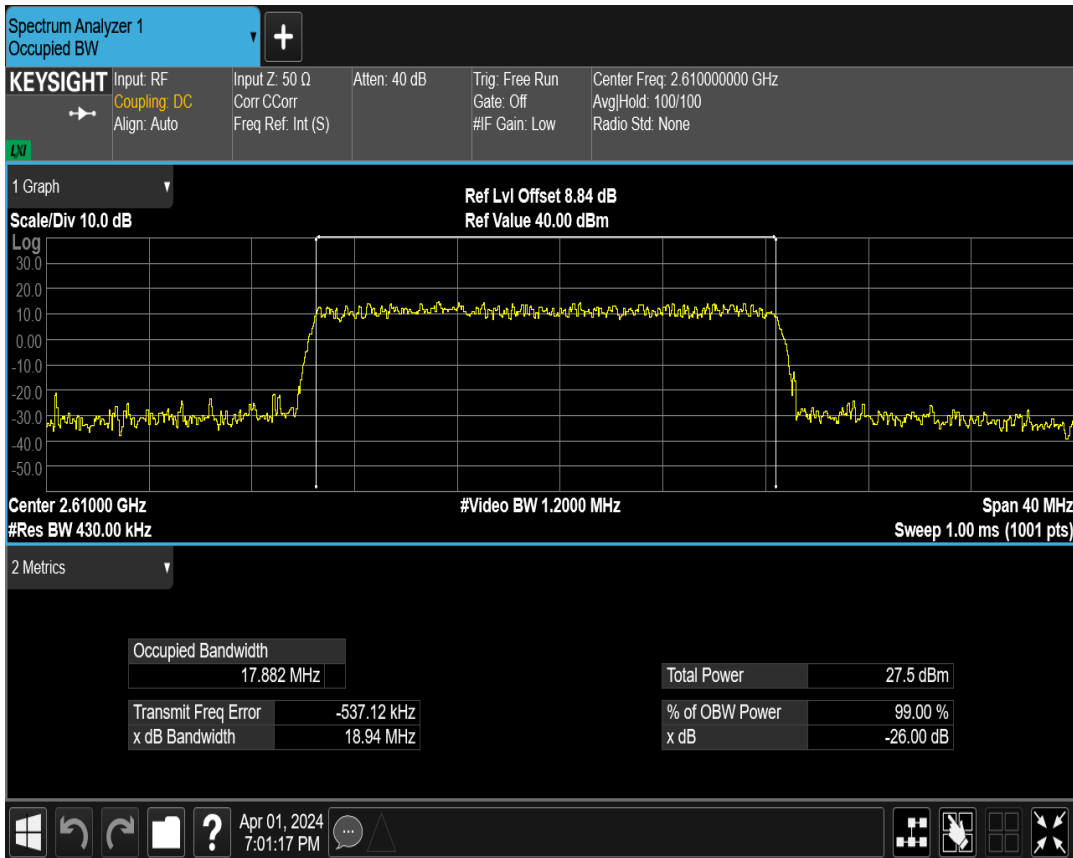 Spectrum Analyzer 1
Occupied BW
KEYSIGHT
Input: RF
Coupling: DC
Align: Auto
Input Z: 50 Ω
Corr CCorr
Freq Ref: Int (S)
Atten: 40 dB
Trig: Free Run
Gate: Off
#IF Gain: Low
Center Freq: 2.610000000 GHz
Avg|Hold: 100/100
Radio Std: None
LXI
1 Graph
Scale/Div 10.0 dB
Ref Lvl Offset 8.84 dB
Ref Value 40.00 dBm
Log
30.0
20.0
10.0
0.00
-10.0
-20.0
-30.0
-40.0
-50.0
Center 2.61000 GHz
#Video BW 1.2000 MHz
Span 40 MHz
#Res BW 430.00 kHz
Sweep 1.00 ms (1001 pts)
2 Metrics
Occupied Bandwidth
17.882 MHz
Total Power 27.5 dBm
Transmit Freq Error -537.12 kHz
% of OBW Power 99.00 %
x dB Bandwidth 18.94 MHz
x dB -26.00 dB
Apr 01, 2024
7:01:17 PM